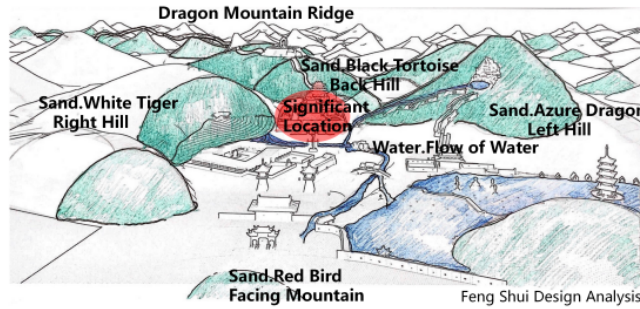 Dragon Mountain Ridge
Sand.Black Tortoise
Back Hill
Sand.White Tiger
Right Hill
Significant
Location
Sand.Azure Dragon
Left Hill
Water.Flow of Water
Sand.Red Bird
Facing Mountain
Feng Shui Design Analysis